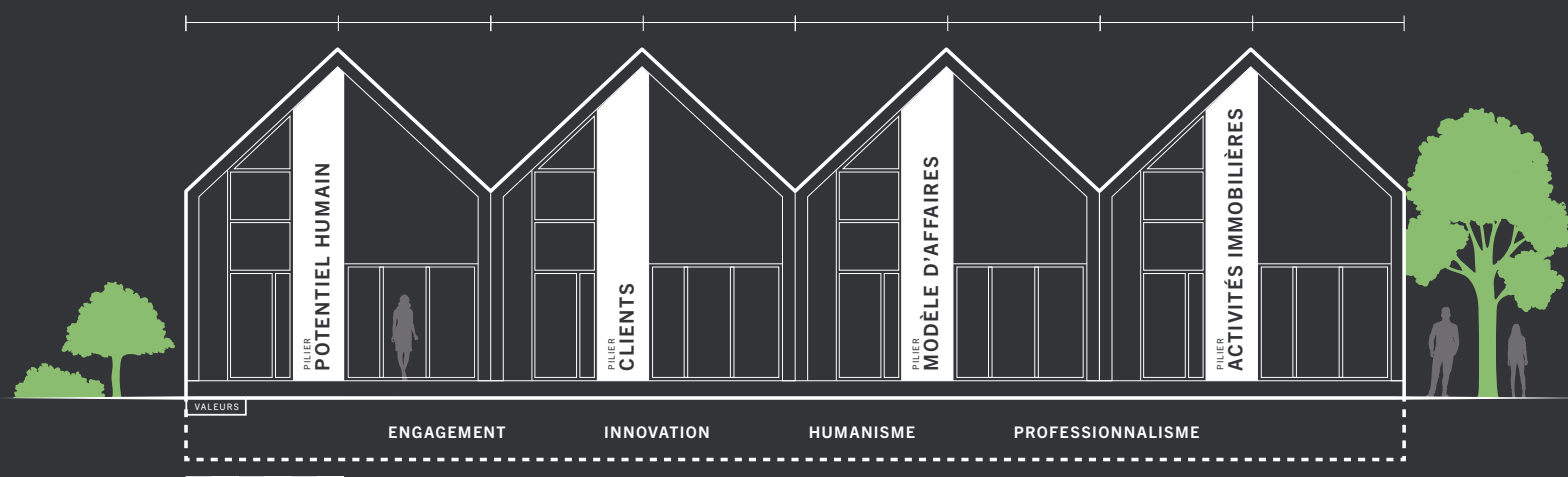 PILIER
POTENTIEL HUMAIN
PILIER
CLIENTS
PILIER
MODÈLE D'AFFAIRES
PILIER
ACTIVITÉS IMMOBILIÈRES
VALEURS
ENGAGEMENT
INNOVATION
HUMANISME
PROFESSIONNALISME